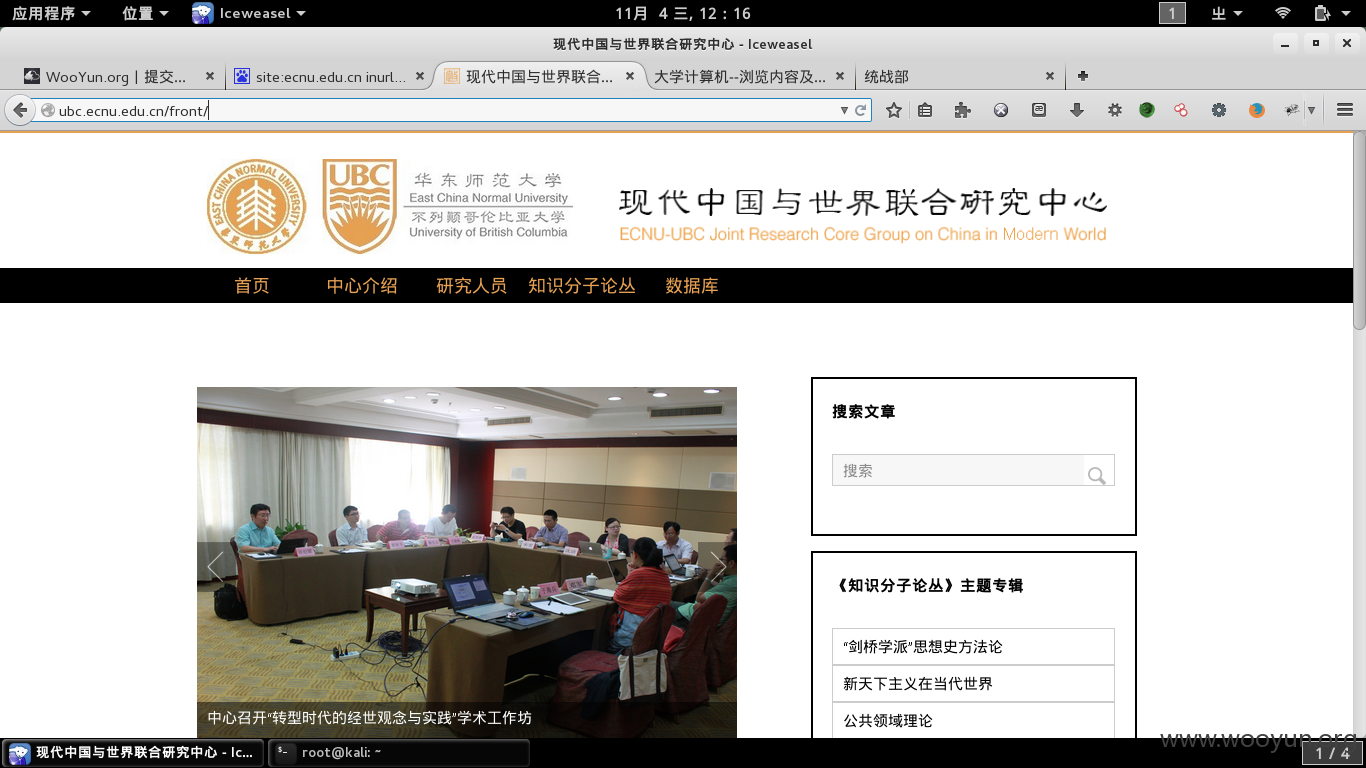 应用程序 位置 Iceweasel 11月 4 三, 12：16 1
现代中国与世界联合研究中心 - Iceweasel
WooYun.org | 提交... site:ecnu.edu.cn inurl... 现代中国与世界联合... 大学计算机--浏览内容及... 统战部
ubc.ecnu.edu.cn/front/
EAST CHINA NORMAL UNIVERSITY
华东师范大学
UBC
华东师范大学
East China Normal University
不列颠哥伦比亚大学
University of British Columbia
现代中国与世界联合研究中心
ECNU-UBC Joint Research Core Group on China in Modern World
首页 中心介绍 研究人员 知识分子论丛 数据库
搜索文章
搜索
《知识分子论丛》主题专辑
“剑桥学派”思想史方法论
新天下主义在当代世界
公共领域理论
中心召开“转型时代的经世观念与实践”学术工作坊
www.wooyun.org
现代中国与世界联合研究中心 - Ic... root@kali: ~ 1 / 4